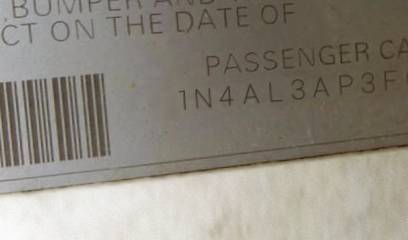 BUMPER AND
CT ON THE DATE OF
PASSENGER CA
1N4AL3AP3F